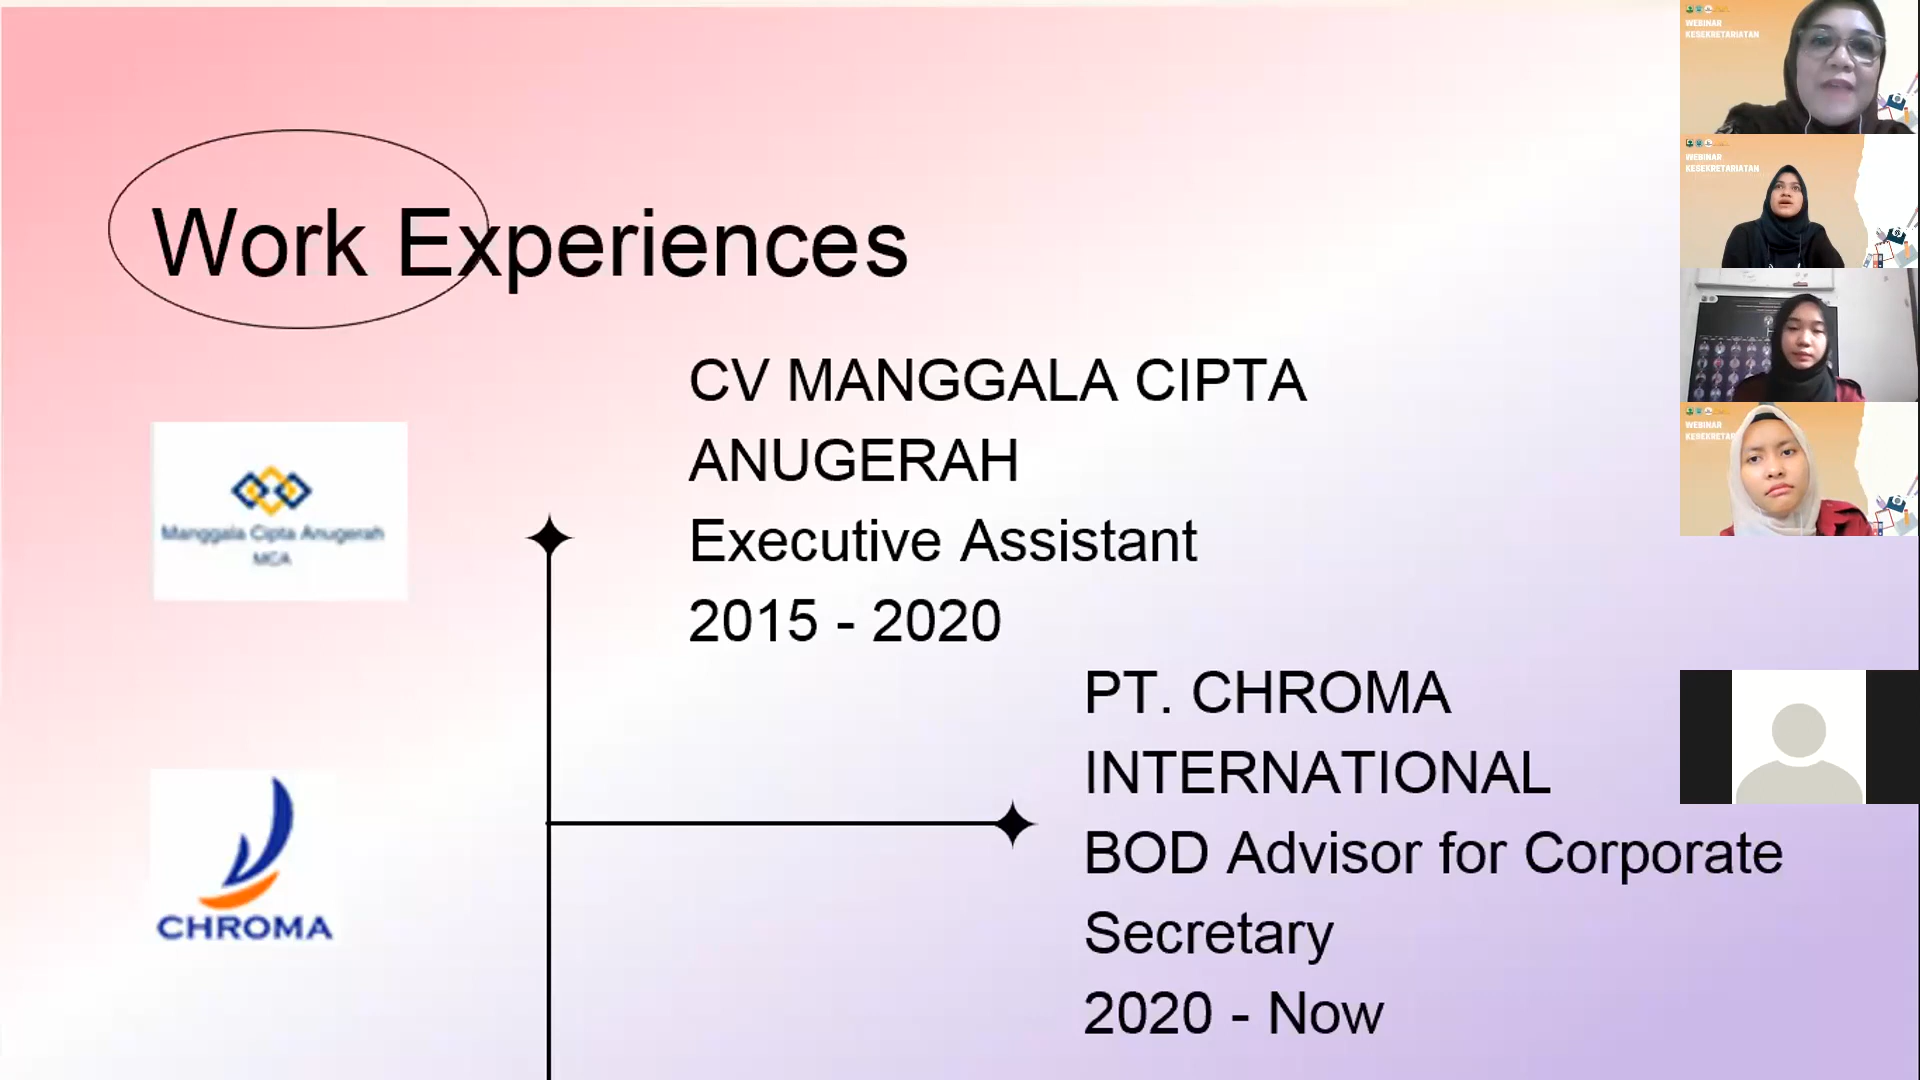 Work Experiences
CV MANGGALA CIPTA
ANUGERAH
Executive Assistant
2015 - 2020
Manggala Cipta Anugerah
MCA
PT. CHROMA
INTERNATIONAL
BOD Advisor for Corporate
Secretary
2020 - Now
CHROMA
WEBINAR
KESEKRETARIATAN
WEBINAR
KESEKRETARIATAN
WEBINAR